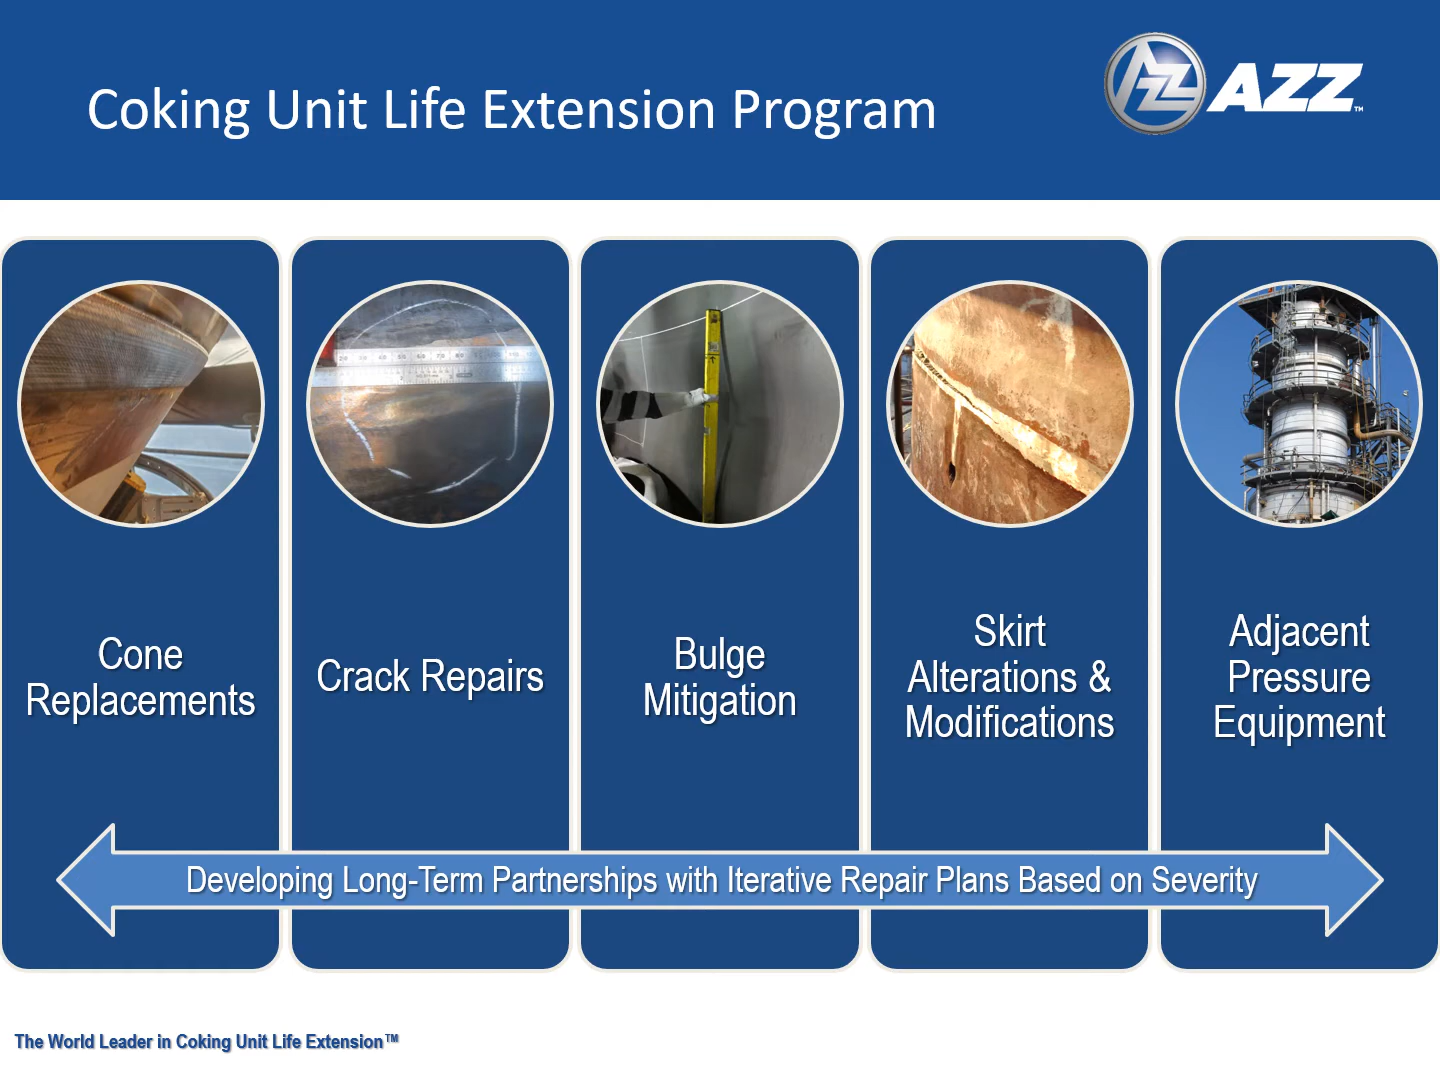 Coking Unit Life Extension Program
AZZ™
Cone
Replacements
Crack Repairs
Bulge
Mitigation
Skirt
Alterations &
Modifications
Adjacent
Pressure
Equipment
Developing Long-Term Partnerships with Iterative Repair Plans Based on Severity
The World Leader in Coking Unit Life Extension™